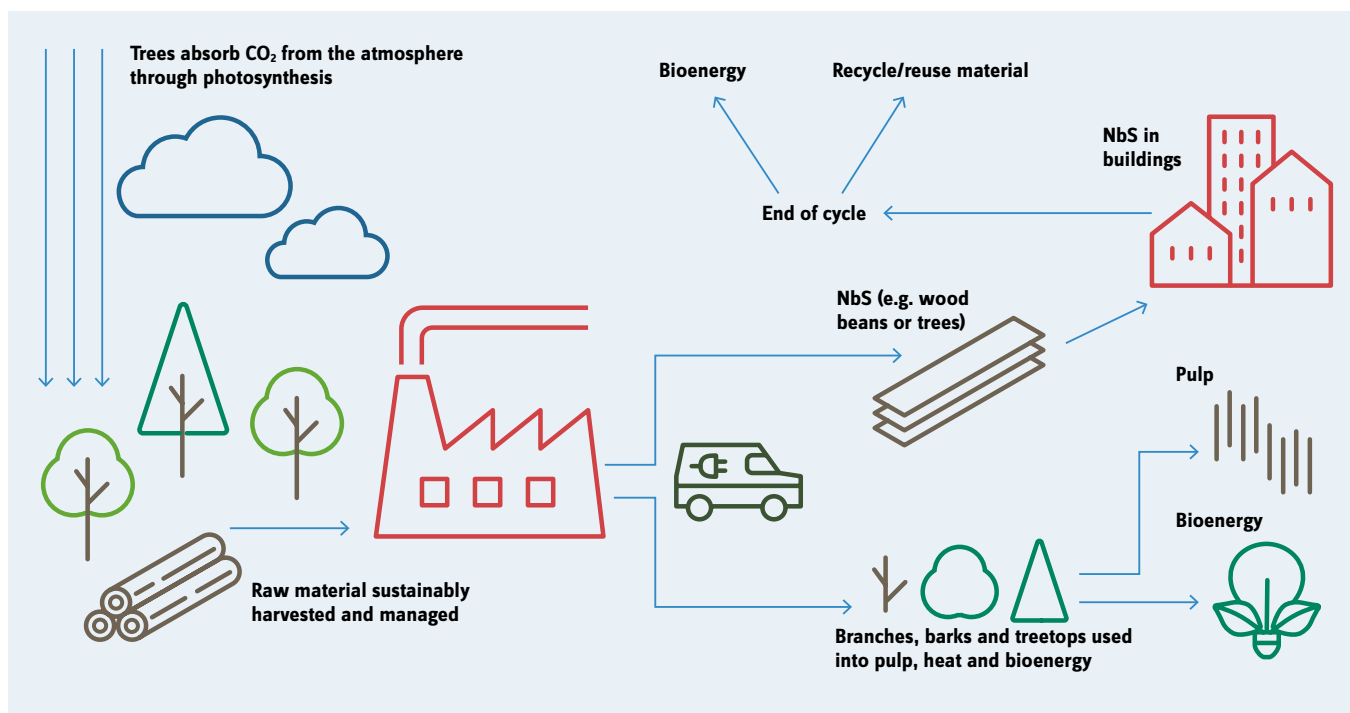 Trees absorb CO₂ from the atmosphere
through photosynthesis
Bioenergy
Recycle/reuse material
NbS in
buildings
End of cycle
NbS (e.g. wood
beans or trees)
Pulp
Bioenergy
Raw material sustainably
harvested and managed
Branches, barks and treetops used
into pulp, heat and bioenergy